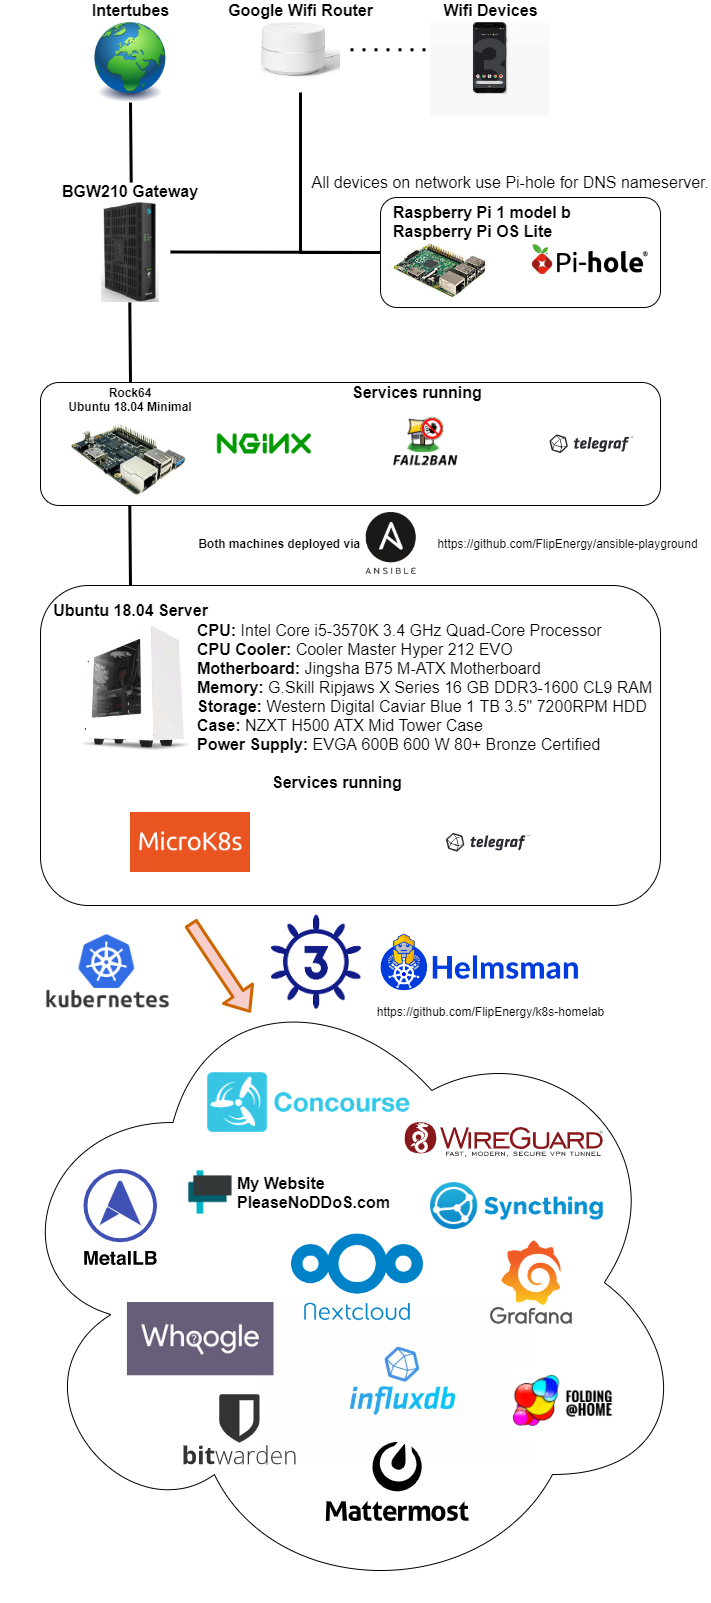 Intertubes
Google Wifi Router
Wifi Devices
BGW210 Gateway
All devices on network use Pi-hole for DNS nameserver.
Raspberry Pi 1 model b
Raspberry Pi OS Lite
Pi-hole®
Rock64
Ubuntu 18.04 Minimal
Services running
NGINX
FAIL2BAN
telegraf
Both machines deployed via
ANSIBLE
https://github.com/FlipEnergy/ansible-playground
Ubuntu 18.04 Server
CPU: Intel Core i5-3570K 3.4 GHz Quad-Core Processor
CPU Cooler: Cooler Master Hyper 212 EVO
Motherboard: Jingsha B75 M-ATX Motherboard
Memory: G.Skill Ripjaws X Series 16 GB DDR3-1600 CL9 RAM
Storage: Western Digital Caviar Blue 1 TB 3.5" 7200RPM HDD
Case: NZXT H500 ATX Mid Tower Case
Power Supply: EVGA 600B 600 W 80+ Bronze Certified
Services running
MicroK8s
telegraf
kubernetes
3
Helmsman
https://github.com/FlipEnergy/k8s-homelab
Concourse
WIREGUARD
FAST, MODERN, SECURE VPN TUNNEL
My Website
PleaseNoDDoS.com
MetalLB
Syncthing
Nextcloud
Grafana
Whoogle
influxdb
FOLDING
@HOME
bitwarden
Mattermost